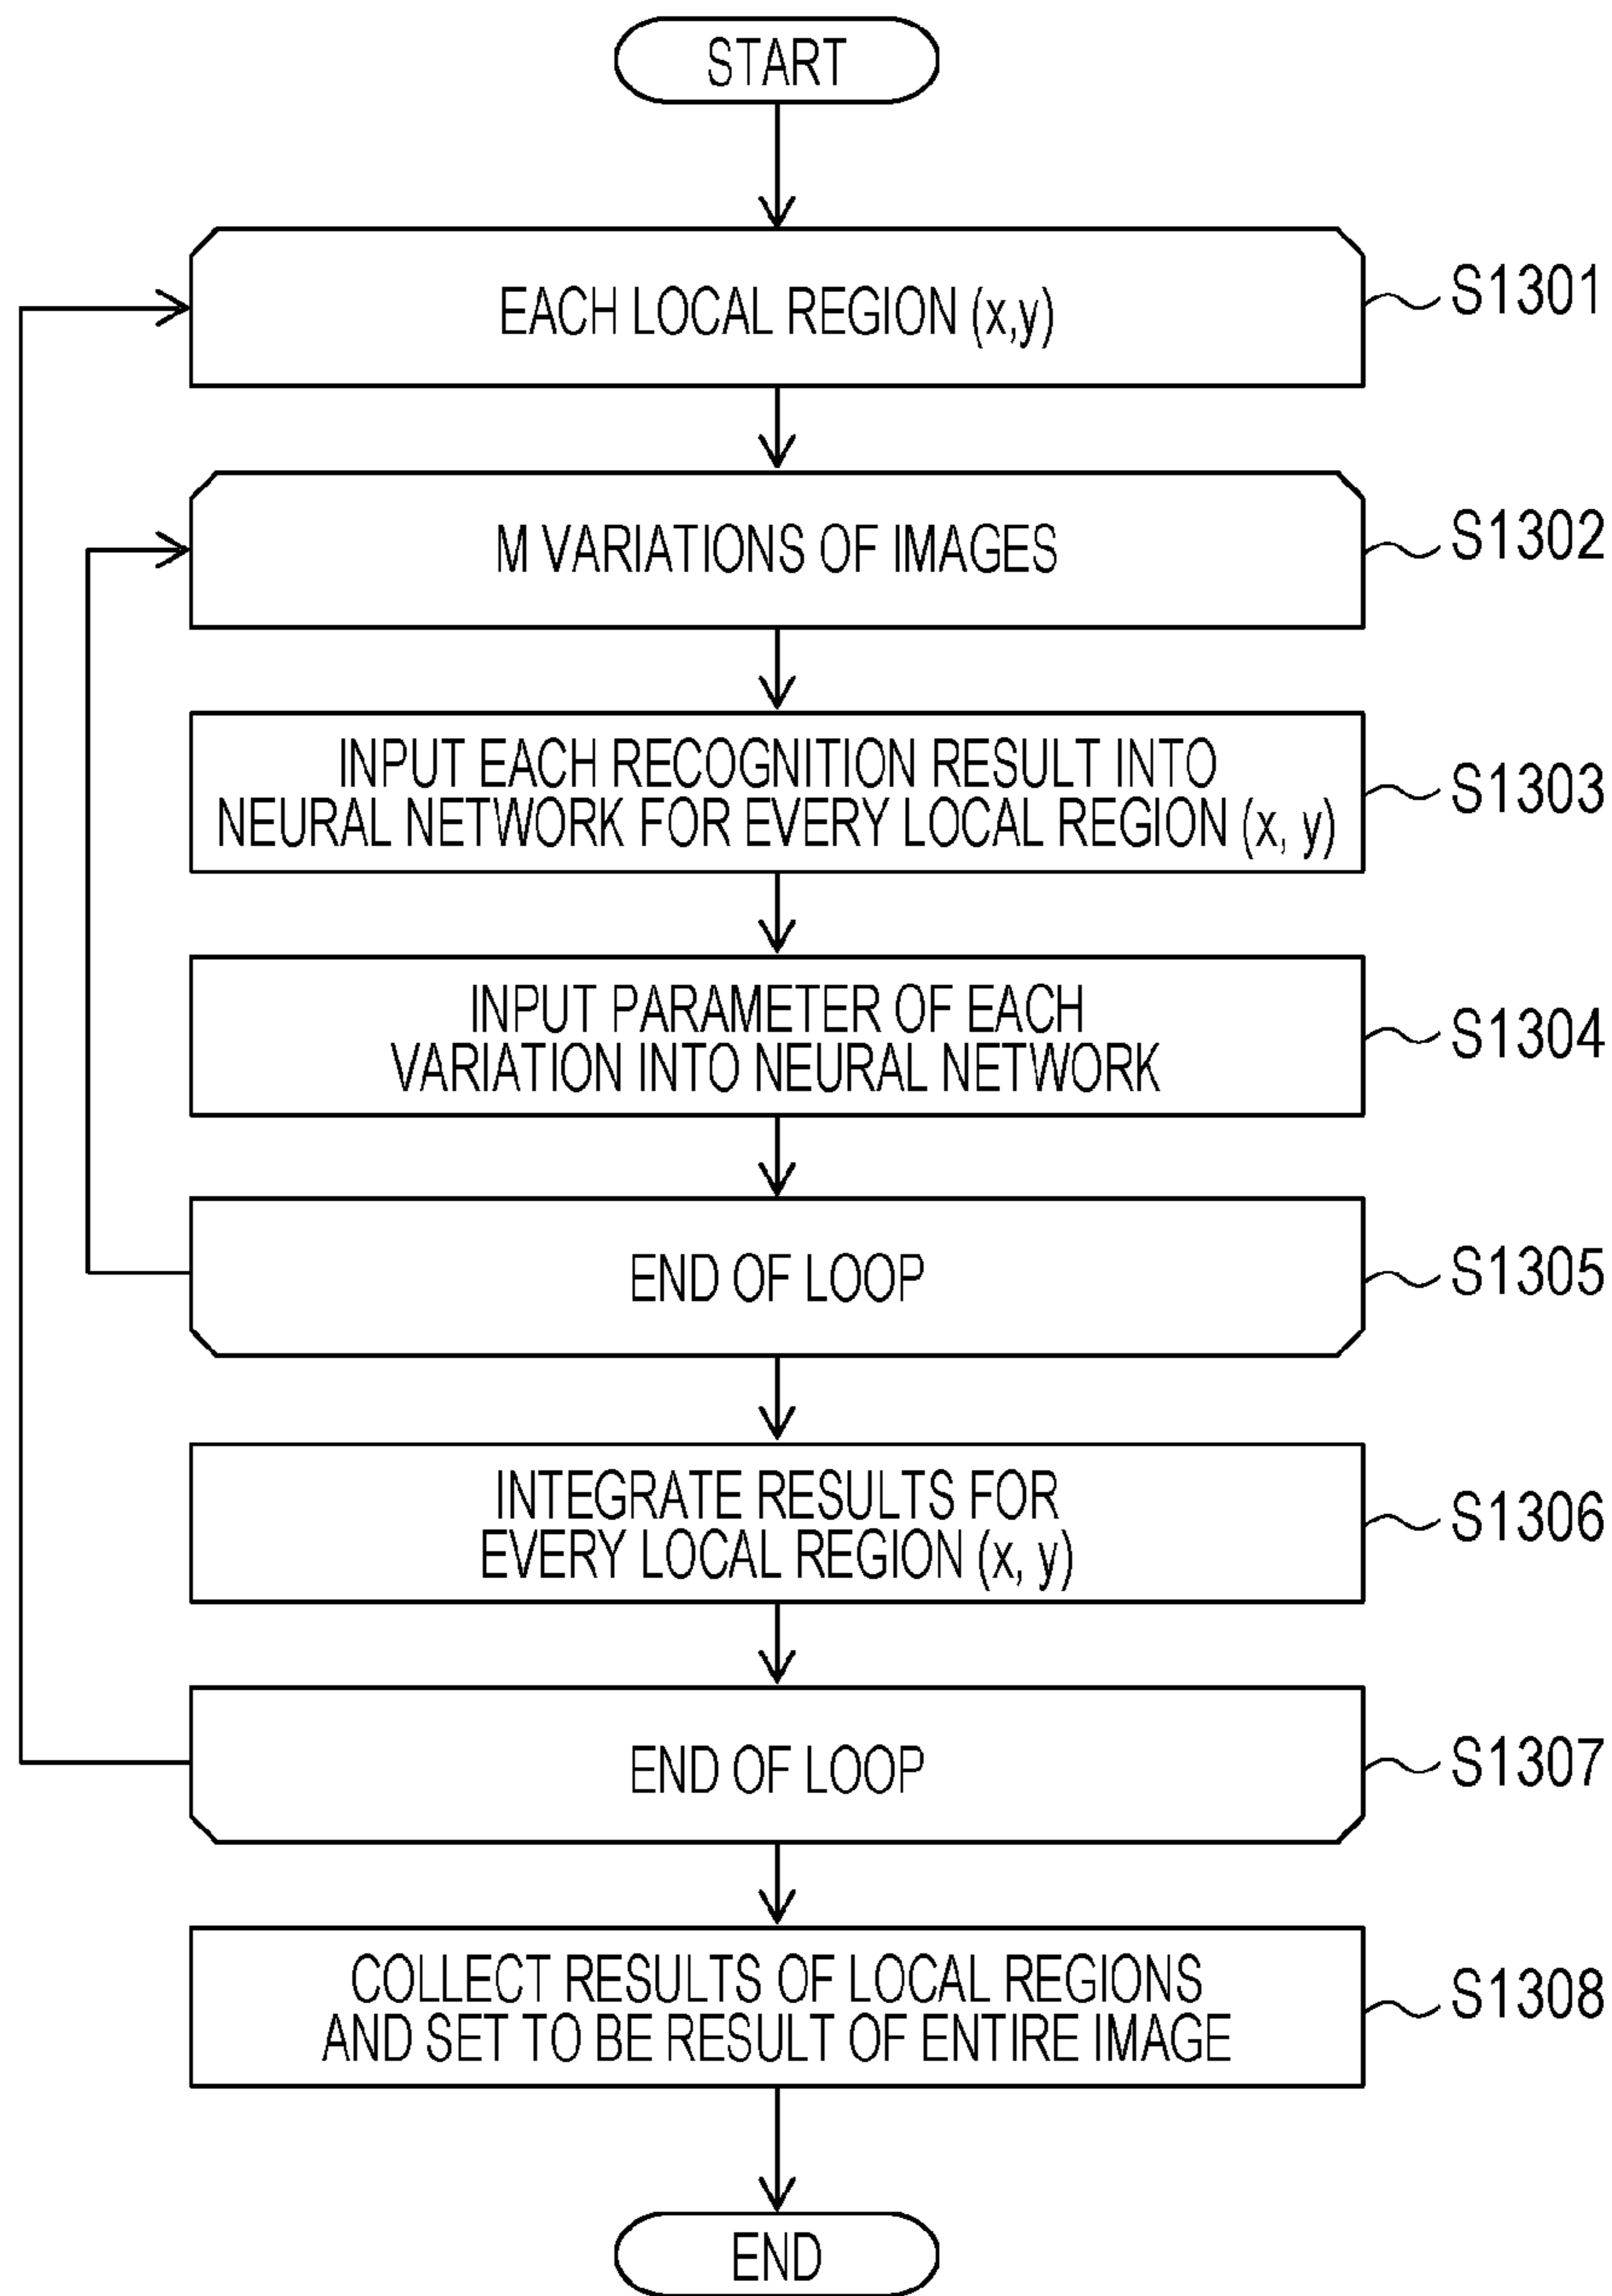 START
EACH LOCAL REGION (x,y)
S1301
M VARIATIONS OF IMAGES
S1302
INPUT EACH RECOGNITION RESULT INTO
NEURAL NETWORK FOR EVERY LOCAL REGION (x, y)
S1303
INPUT PARAMETER OF EACH
VARIATION INTO NEURAL NETWORK
S1304
END OF LOOP
S1305
INTEGRATE RESULTS FOR
EVERY LOCAL REGION (x, y)
S1306
END OF LOOP
S1307
COLLECT RESULTS OF LOCAL REGIONS
AND SET TO BE RESULT OF ENTIRE IMAGE
S1308
END